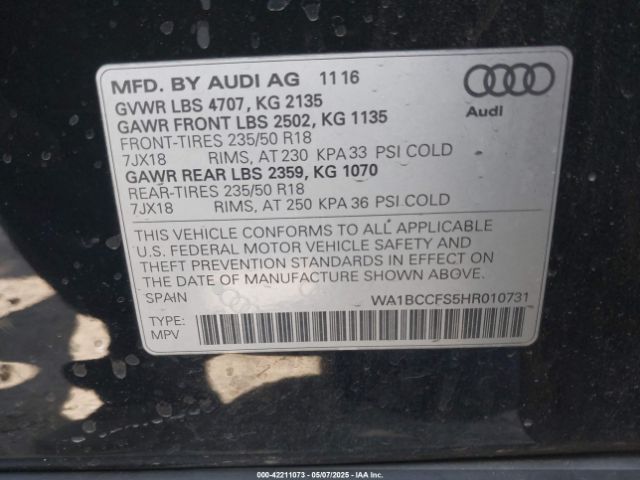 MFD. BY AUDI AG 11 16
GVWR LBS 4707, KG 2135
GAWR FRONT LBS 2502, KG 1135
FRONT-TIRES 235/50 R18
7JX18 RIMS, AT 230 KPA 33 PSI COLD
GAWR REAR LBS 2359, KG 1070
REAR-TIRES 235/50 R18
7JX18 RIMS, AT 250 KPA 36 PSI COLD
Audi
THIS VEHICLE CONFORMS TO ALL APPLICABLE
U.S. FEDERAL MOTOR VEHICLE SAFETY AND
THEFT PREVENTION STANDARDS IN EFFECT ON
THE DATE OF MANUFACTURE SHOWN ABOVE.
SPAIN WA1BCCFS5HR010731
TYPE:
MPV
000-42211073 - 05/07/2025 - IAA Inc.